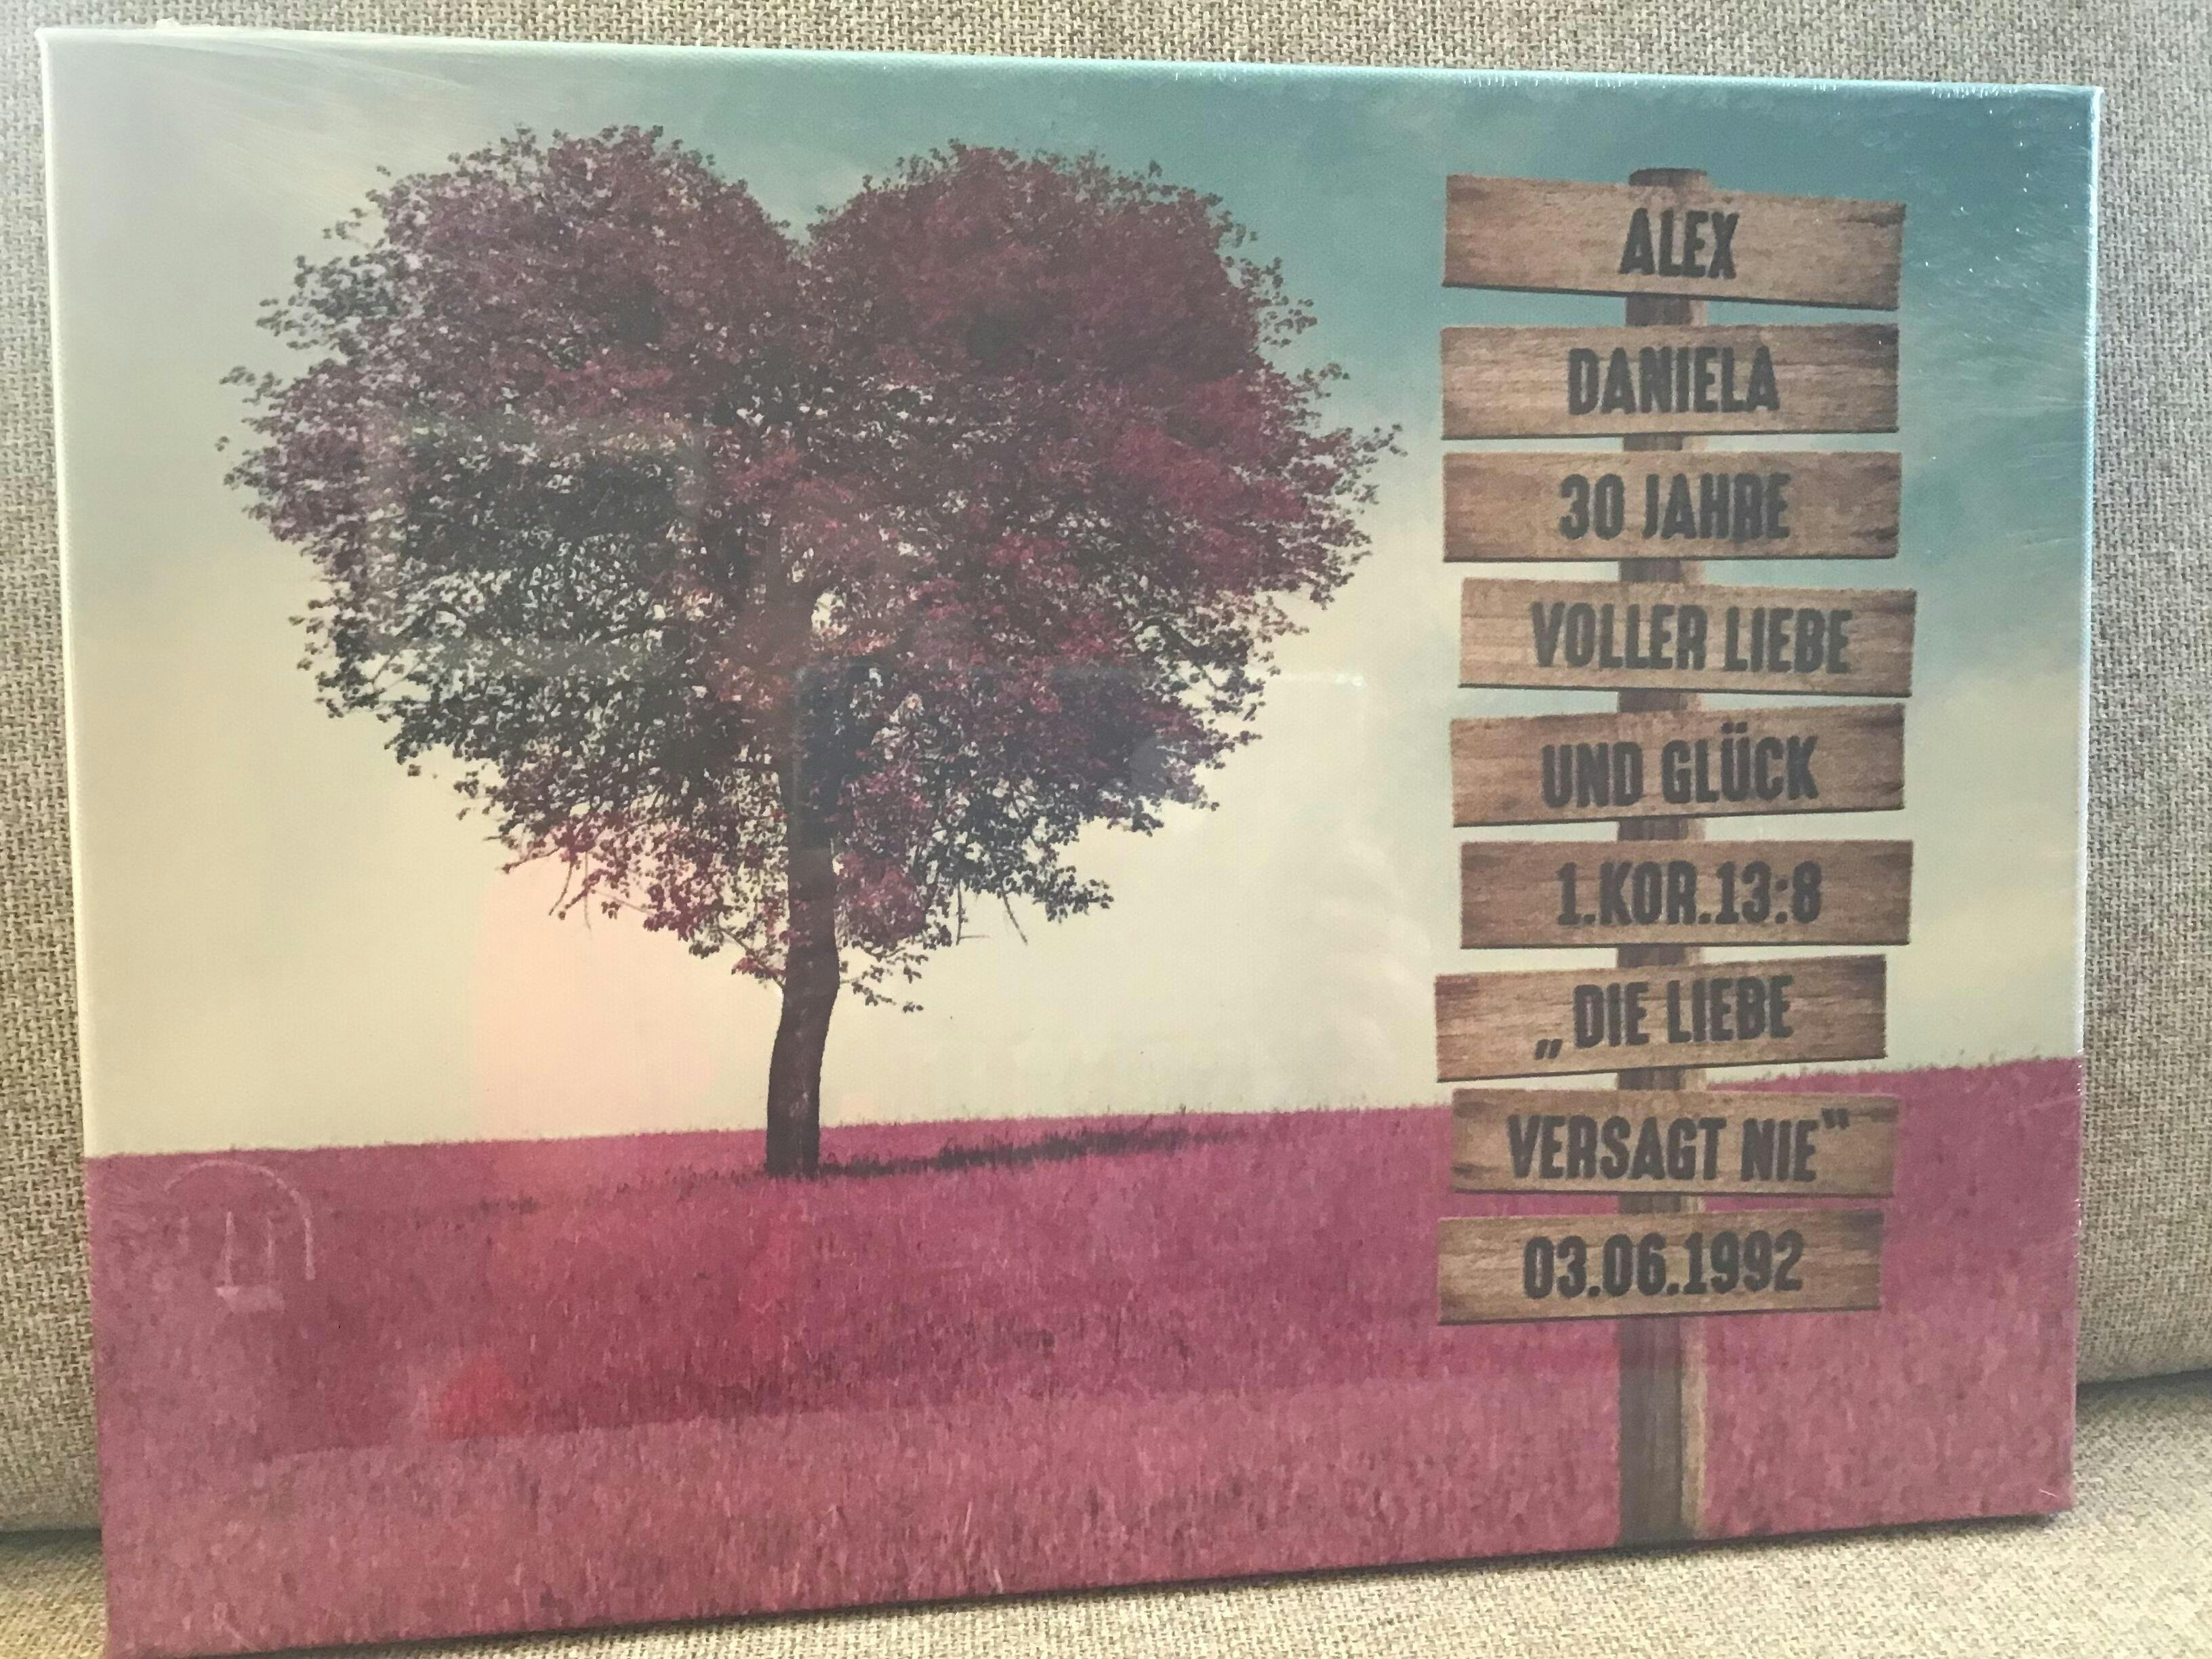 ALEX
DANIELA
30 JAHRE
VOLLER LIEBE
UND GLÜCK
1.KOR.13:8
„DIE LIEBE
VERSAGT NIE“
03.06.1992